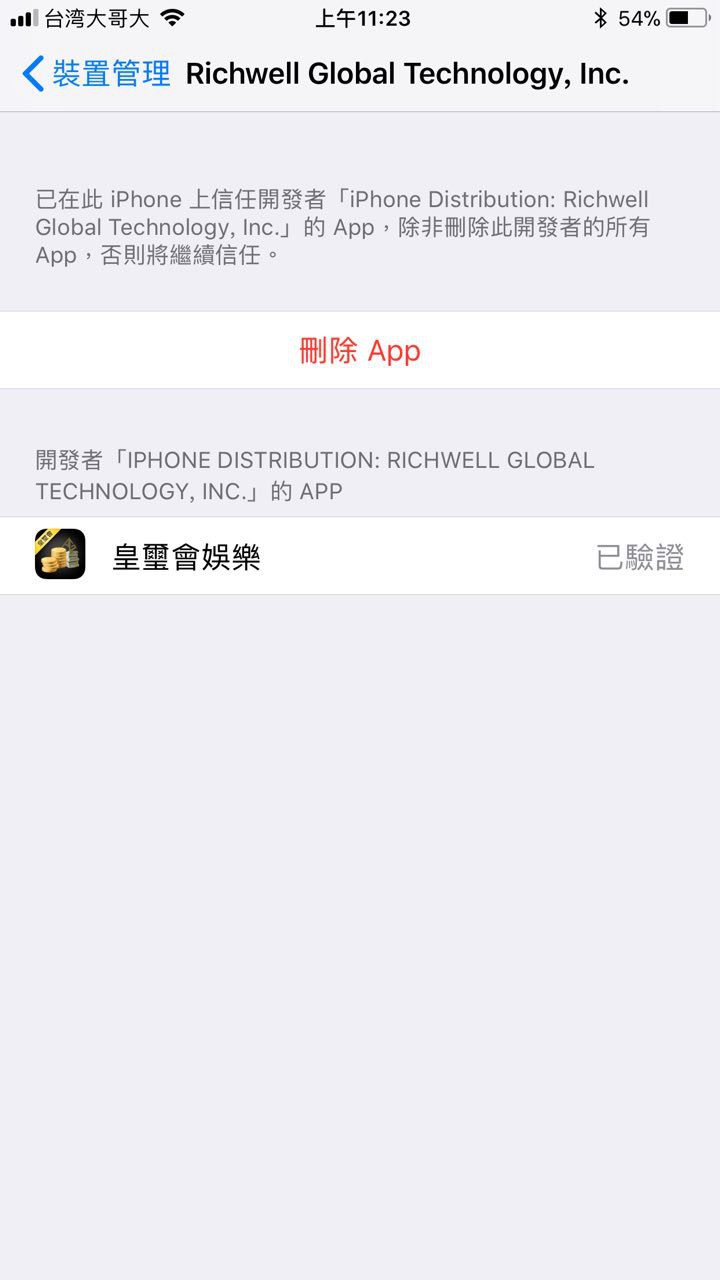 台湾大哥大 上午11:23 54%
裝置管理 Richwell Global Technology, Inc.
已在此 iPhone 上信任開發者「iPhone Distribution: Richwell
Global Technology, Inc.」的 App，除非刪除此開發者的所有
App，否則將繼續信任。
刪除 App
開發者「IPHONE DISTRIBUTION: RICHWELL GLOBAL
TECHNOLOGY, INC.」的 APP
皇璽會娛樂 已驗證